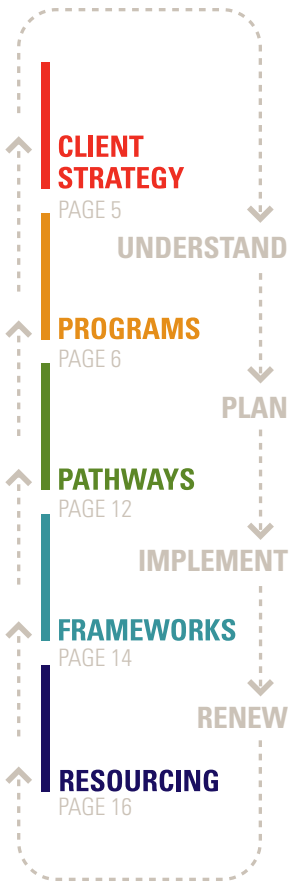 CLIENT
STRATEGY
PAGE 5
UNDERSTAND
PROGRAMS
PAGE 6
PLAN
PATHWAYS
PAGE 12
IMPLEMENT
FRAMEWORKS
PAGE 14
RENEW
RESOURCING
PAGE 16